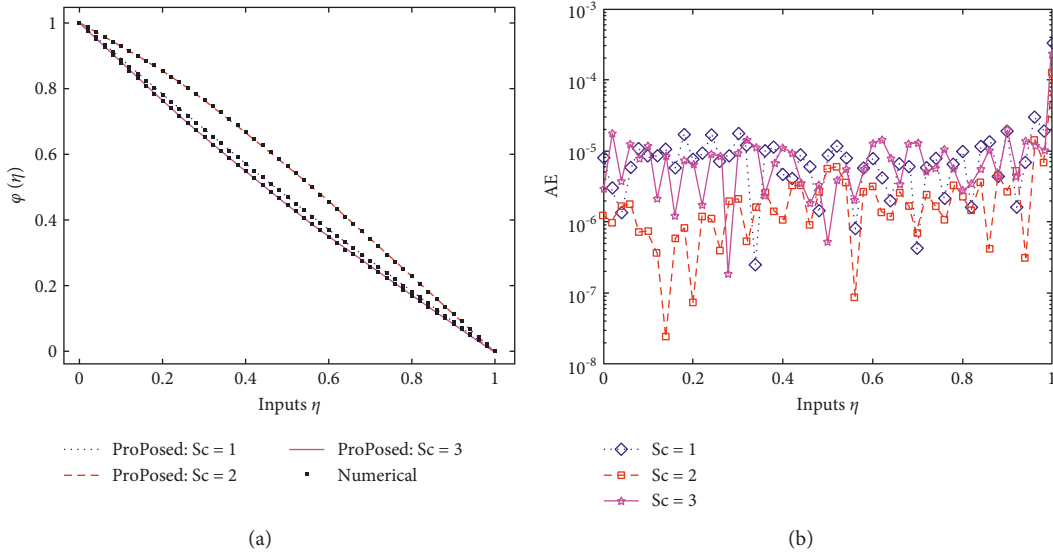 1
0.8
0.6
0.4
0.2
0
φ (η)
0 0.2 0.4 0.6 0.8 1
Inputs η
ProPosed: Sc = 1
ProPosed: Sc = 2
ProPosed: Sc = 3
Numerical
(a)
10-3
10-4
10-5
10-6
10-7
10-8
AE
0 0.2 0.4 0.6 0.8 1
Inputs η
Sc = 1
Sc = 2
Sc = 3
(b)